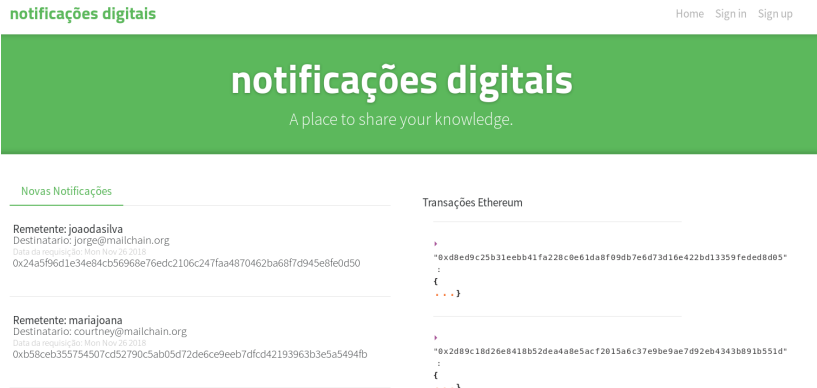 notificações digitais
Home Sign in Sign up
notificações digitais
A place to share your knowledge.
Novas Notificações
Remetente: joaodasilva
Destinatario: jorge@mailchain.org
Data da requisição: Mon Nov 26 2018
0x24a5f96d1e34e84cb56968e76edc2106c247faa4870462ba68f7d945e8fe0d50
Remetente: mariajoana
Destinatario: courtney@mailchain.org
Data da requisição: Mon Nov 26 2018
0xb58ceb355754507cd52790c5ab05d72de6ce9eeb7dfcd42193963b3e5a5494fb
Transações Ethereum
"0xd8ed9c25b31eebb41fa228c0e61da8f09db7e6d73d16e422bd13359feded8d05"
:
{
...}
"0x2d89c18d26e8418b52dea4a8e5acf2015a6c37e9be9ae7d92eb4343b891b551d"
:
{
...}